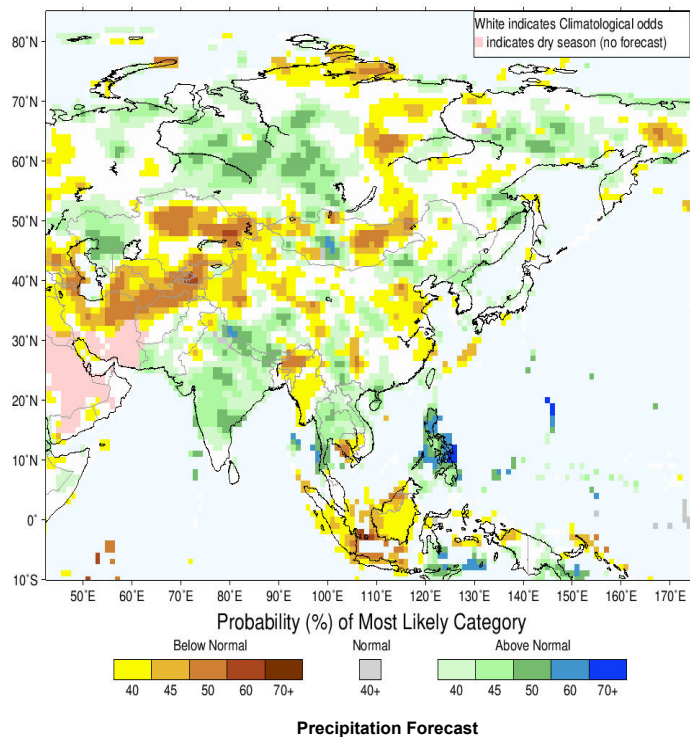 White indicates Climatological odds
indicates dry season (no forecast)
80°N
70°N
60°N
50°N
40°N
30°N
20°N
10°N
0°
10°S
50°E 60°E 70°E 80°E 90°E 100°E 110°E 120°E 130°E 140°E 150°E 160°E 170°E
Probability (%) of Most Likely Category
Below Normal Normal Above Normal
40 45 50 60 70+ 40+ 40 45 50 60 70+
Precipitation Forecast